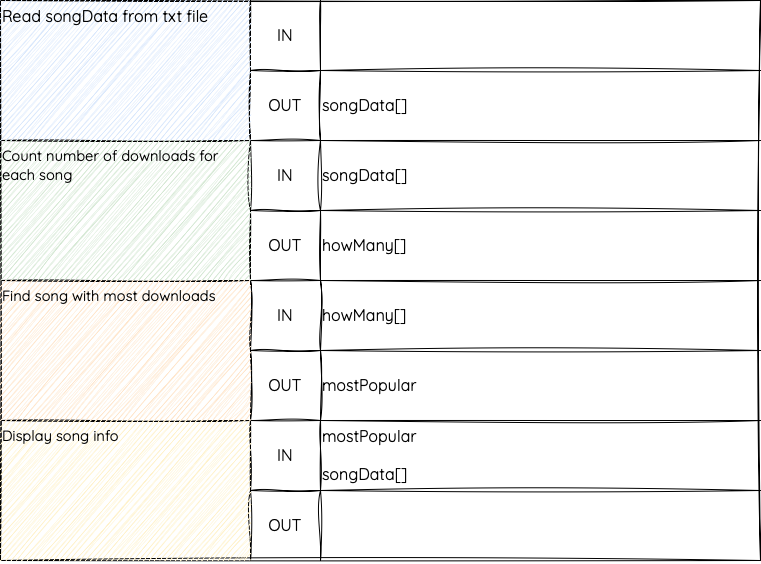 Read songData from txt file
IN
OUT
songData[]
Count number of downloads for
each song
IN
songData[]
OUT
howMany[]
Find song with most downloads
IN
howMany[]
OUT
mostPopular
Display song info
IN
mostPopular
songData[]
OUT